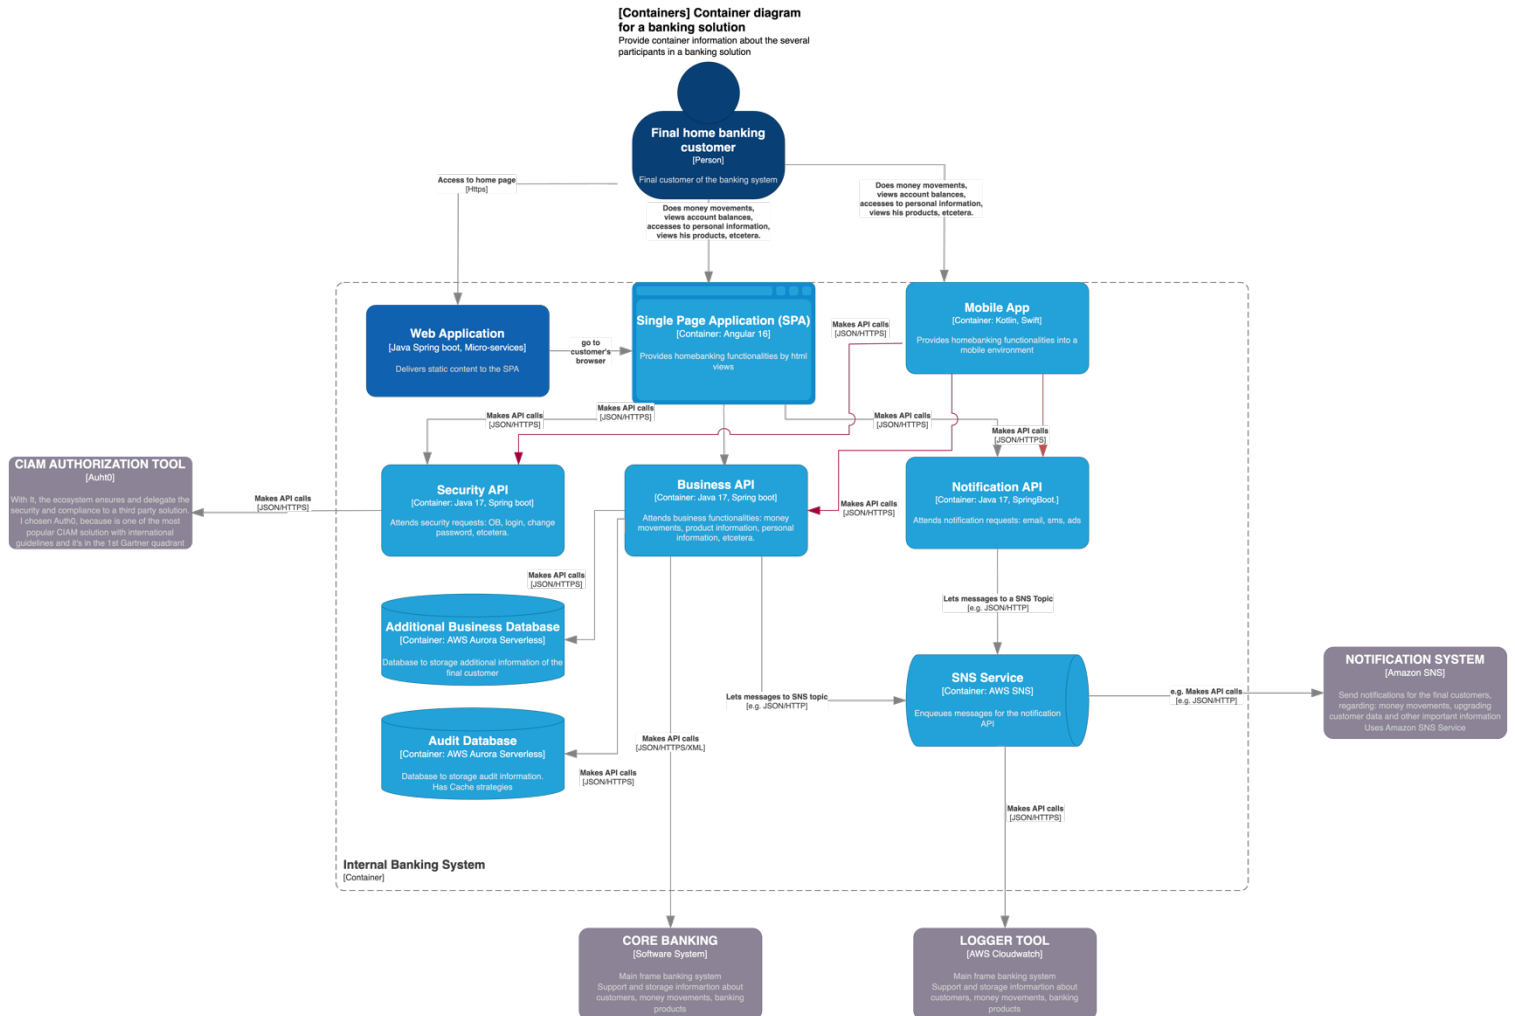 [Containers] Container diagram
for a banking solution
Provide container information about the several
participants in a banking solution
Final home banking
customer
[Person]
Final customer of the banking system
Access to home page
[Https]
Does money movements,
views account balances,
accesses to personal information,
views his products, etcetera.
Does money movements,
views account balances,
accesses to personal information,
views his products, etcetera.
Web Application
[Java Spring boot, Micro-services]
Delivers static content to the SPA
go to
customer's
browser
Single Page Application (SPA)
[Container: Angular 16]
Provides homebanking functionalities by html
views
Makes API calls
[JSON/HTTPS]
Mobile App
[Container: Kotlin, Swift]
Provides homebanking functionalities into a
mobile environment
Makes API calls
[JSON/HTTPS]
Makes API calls
[JSON/HTTPS]
Makes API calls
[JSON/HTTPS]
Makes API calls
[JSON/HTTPS]
CIAM AUTHORIZATION TOOL
[Auht0]
With It, the ecosystem ensures and delegate the
security and compliance to a third party solution.
I chosen Auth0, because is one of the most
popular CIAM solution with international
guidelines and it's in the 1st Gartner quadrant
Makes API calls
[JSON/HTTPS]
Security API
[Container: Java 17, Spring boot]
Attends security requests: OB, login, change
password, etcetera.
Business API
[Container: Java 17, Spring boot]
Attends business functionalities: money
movements, product information, personal
information, etcetera.
Makes API calls
[JSON/HTTPS]
Notification API
[Container: Java 17, SpringBoot.]
Attends notification requests: email, sms, ads
Makes API calls
[JSON/HTTPS]
Lets messages to a SNS Topic
[e.g. JSON/HTTP]
Additional Business Database
[Container: AWS Aurora Serverless]
Database to storage additional information of the
final customer
SNS Service
[Container: AWS SNS]
Enqueues messages for the notification
API
Lets messages to SNS topic
[e.g. JSON/HTTP]
e.g. Makes API calls
[e.g. JSON/HTTP]
NOTIFICATION SYSTEM
[Amazon SNS]
Send notifications for the final customers,
regarding: money movements, upgrading
customer data and other important information
Uses Amazon SNS Service
Audit Database
[Container: AWS Aurora Serverless]
Database to storage audit information.
Has Cache strategies
Makes API calls
[JSON/HTTPS/XML]
Makes API calls
[JSON/HTTPS]
Makes API calls
[JSON/HTTPS]
Internal Banking System
[Container]
CORE BANKING
[Software System]
Main frame banking system
Support and storage informartion about
customers, money movements, banking
products
LOGGER TOOL
[AWS Cloudwatch]
Main frame banking system
Support and storage informartion about
customers, money movements, banking
products